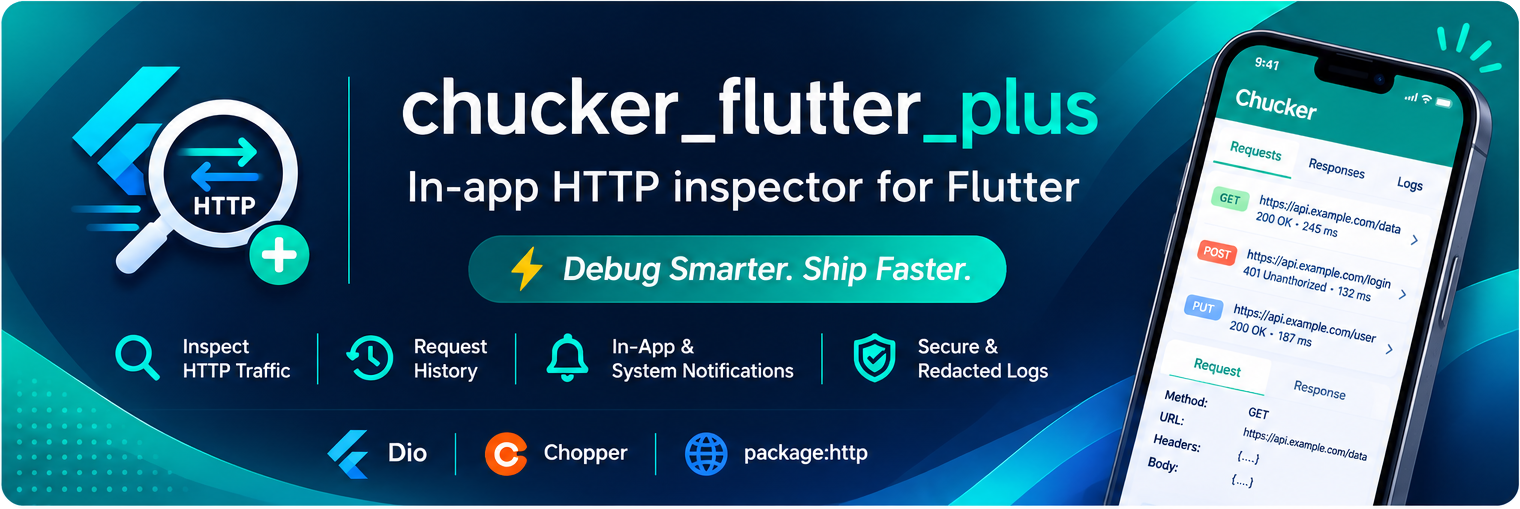 HTTP
chucker_flutter_plus
In-app HTTP inspector for Flutter
Debug Smarter. Ship Faster.
Inspect
HTTP Traffic
Request
History
In-App &
System Notifications
Secure &
Redacted Logs
Dio
Chopper
package:http
9:41
Chucker
Requests
Responses
Logs
GET
https://api.example.com/data
200 OK • 245 ms
POST
https://api.example.com/login
401 Unanthorized • 132 ms
PUT
https://api.example.com/user
200 OK • 187 ms
Request
Response
Method: GET
URL: https://api.example.com/data
Headers: {....}
Body: {....}